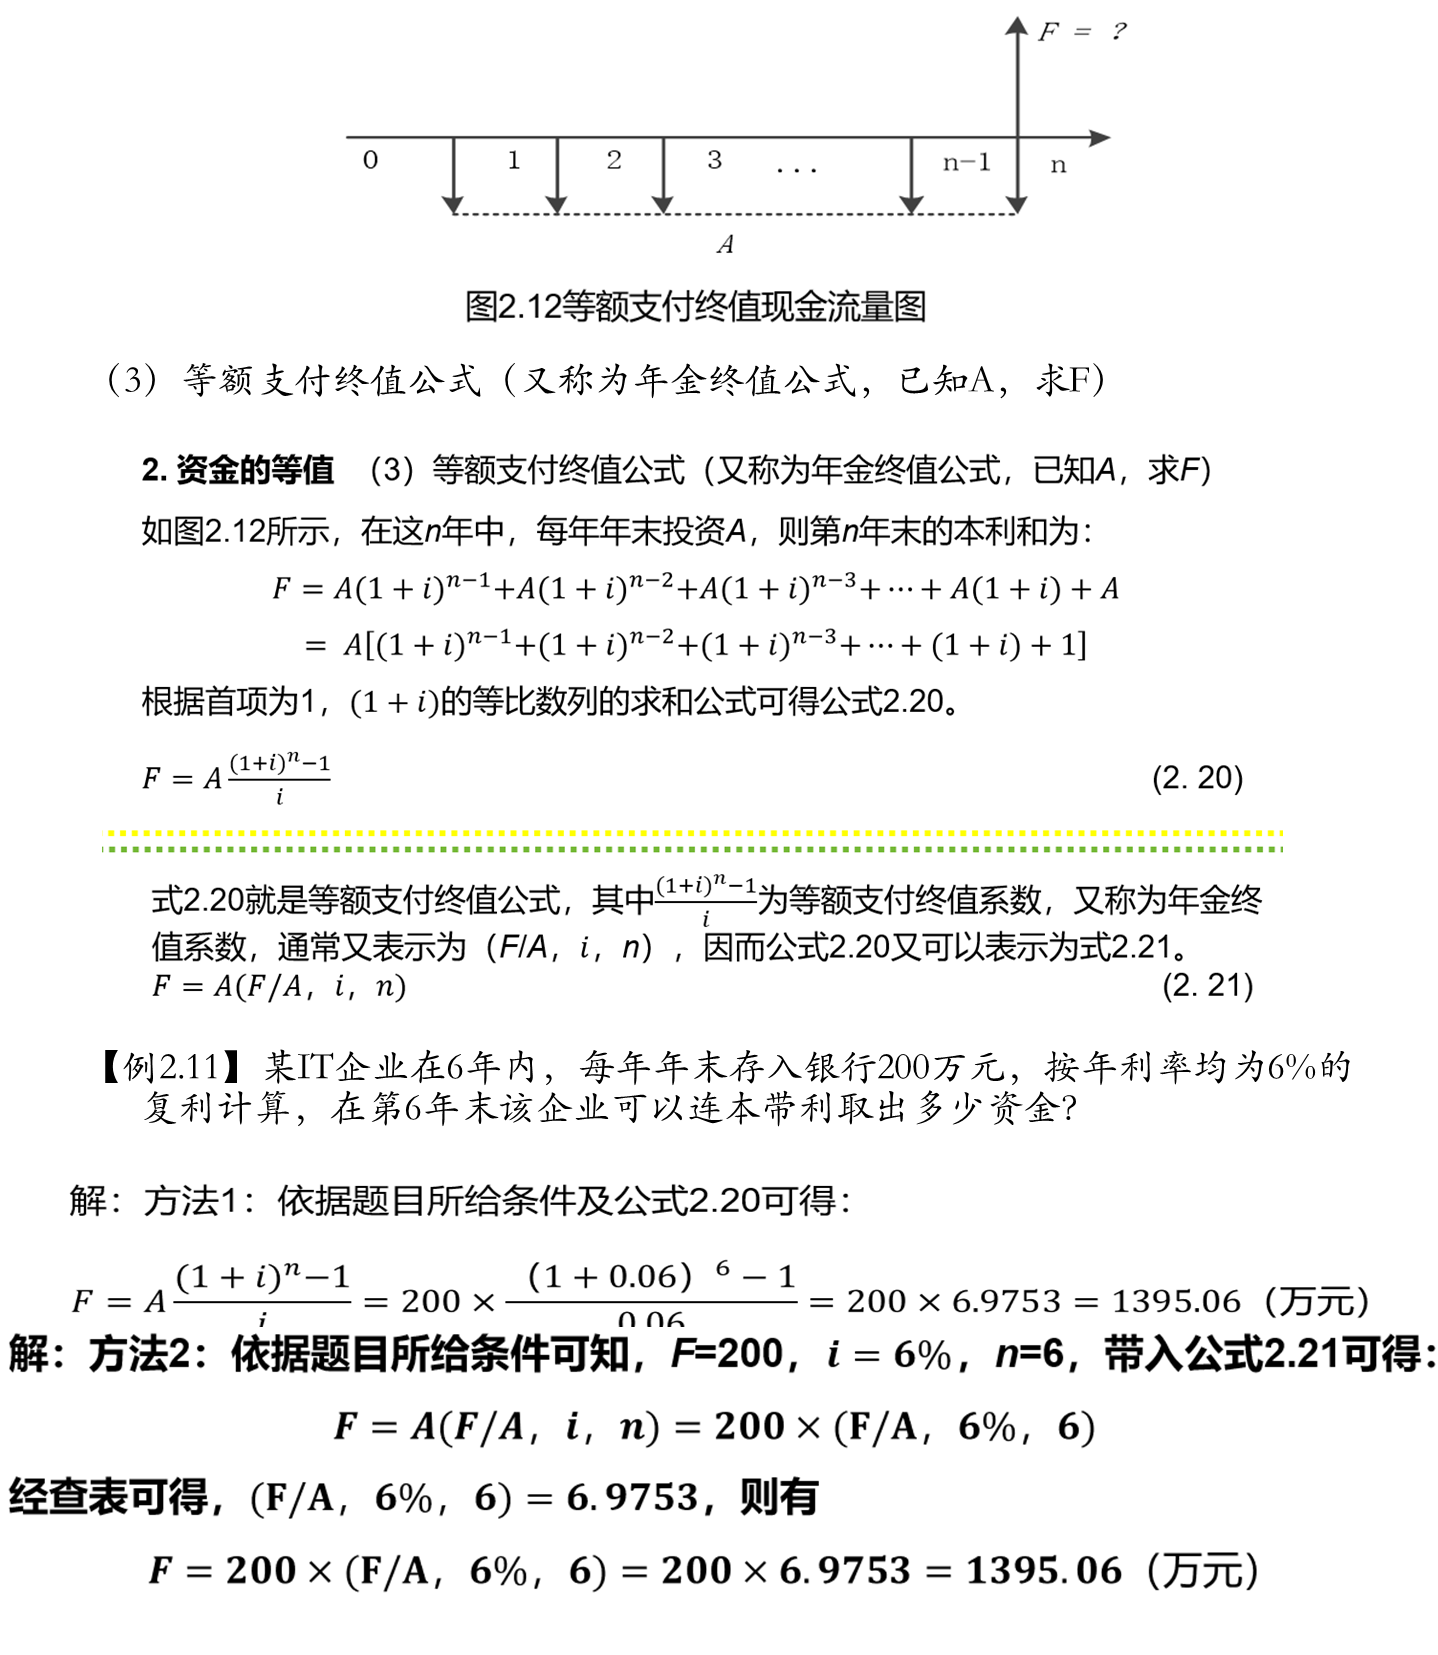 F = ?
0 1 2 3 ... n-1 n
A
图2.12等额支付终值现金流量图
（3）等额支付终值公式（又称为年金终值公式，已知A，求F）
2. 资金的等值 （3）等额支付终值公式（又称为年金终值公式，已知A，求F）
如图2.12所示，在这n年中，每年年末投资A，则第n年末的本利和为：
F = A(1 + i)^{n−1}+A(1 + i)^{n−2}+A(1 + i)^{n−3}+ ⋯ + A(1 + i) + A
= A[(1 + i)^{n−1}+(1 + i)^{n−2}+(1 + i)^{n−3}+ ⋯ + (1 + i) + 1]
根据首项为1，(1 + i)的等比数列的求和公式可得公式2.20。
F = A \frac{(1+i)^n−1}{i} (2. 20)
式2.20就是等额支付终值公式，其中\frac{(1+i)^n−1}{i}为等额支付终值系数，又称为年金终
值系数，通常又表示为（F/A，i，n），因而公式2.20又可以表示为式2.21。
F = A(F/A，i，n) (2. 21)
【例2.11】某IT企业在6年内，每年年末存入银行200万元，按年利率均为6%的
复利计算，在第6年末该企业可以连本带利取出多少资金？
解：方法1：依据题目所给条件及公式2.20可得：
F = A \frac{(1 + i)^n−1}{i} = 200 × \frac{（1 + 0.06）^6 − 1}{0.06} = 200 × 6.9753 = 1395.06（万元）
解：方法2：依据题目所给条件可知，F=200，i = 6%，n=6，带入公式2.21可得：
F = A(F/A，i，n) = 200 × (F/A，6%，6)
经查表可得，(F/A，6%，6) = 6.9753，则有
F = 200 × (F/A，6%，6) = 200 × 6.9753 = 1395.06（万元）